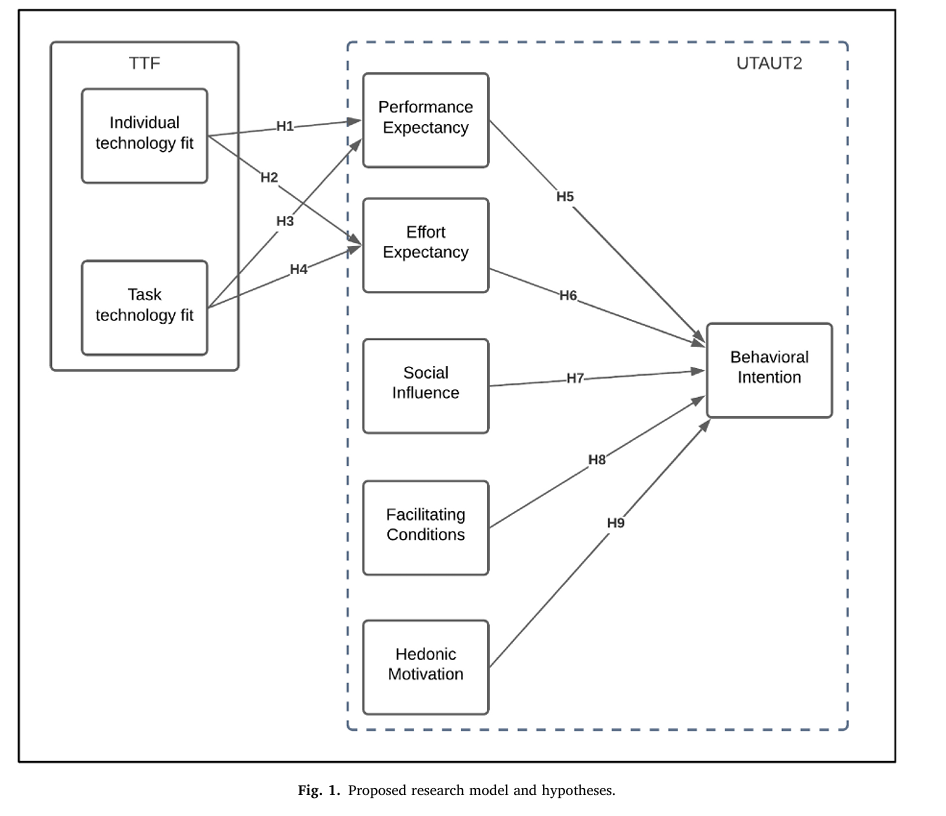 TTF
UTAUT2
Individual
technology fit
Task
technology fit
H1
H2
H3
H4
Performance
Expectancy
Effort
Expectancy
Social
Influence
Facilitating
Conditions
Hedonic
Motivation
H5
H6
H7
H8
H9
Behavioral
Intention
Fig. 1. Proposed research model and hypotheses.